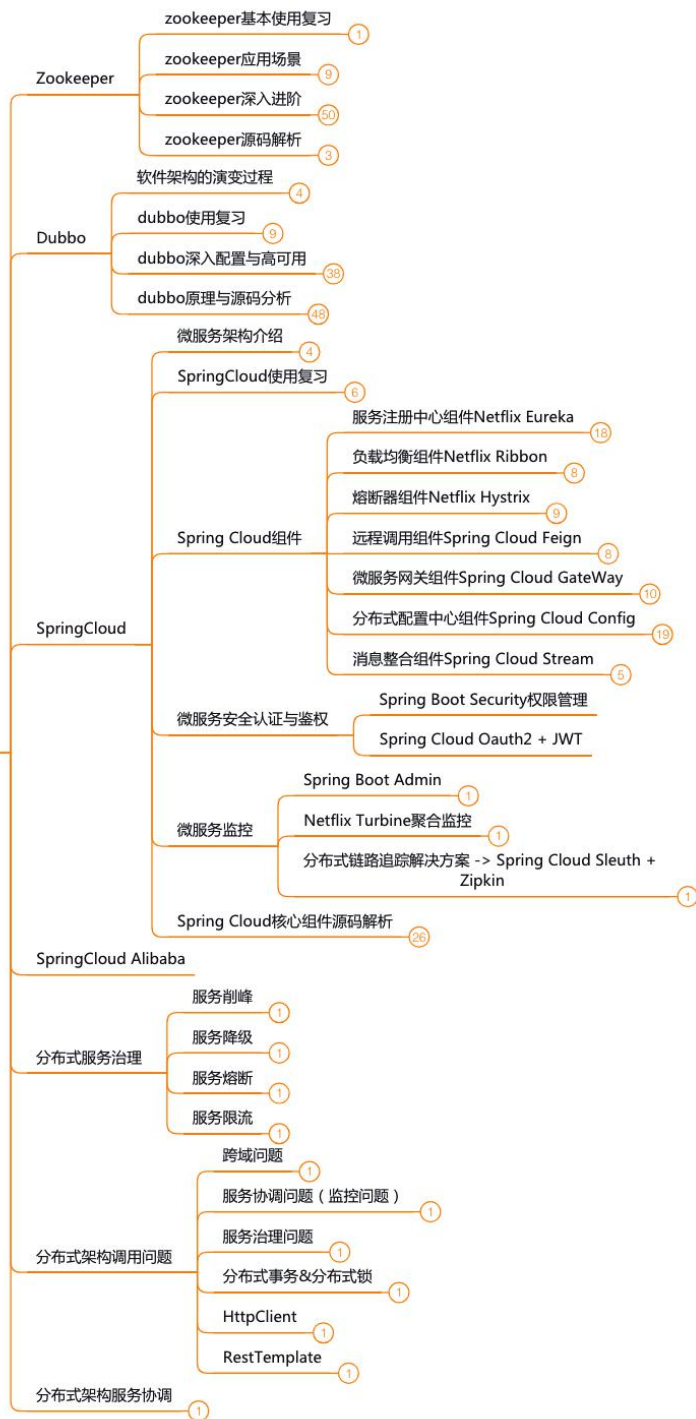 zookeeper基本使用复习
1
zookeeper应用场景
9
Zookeeper
zookeeper深入进阶
50
zookeeper源码解析
3
软件架构的演变过程
4
dubbo使用复习
9
Dubbo
dubbo深入配置与高可用
38
dubbo原理与源码分析
48
微服务架构介绍
4
SpringCloud使用复习
6
服务注册中心组件Netflix Eureka
18
负载均衡组件Netflix Ribbon
8
熔断器组件Netflix Hystrix
9
Spring Cloud组件
远程调用组件Spring Cloud Feign
8
微服务网关组件Spring Cloud GateWay
10
分布式配置中心组件Spring Cloud Config
19
SpringCloud
消息整合组件Spring Cloud Stream
5
Spring Boot Security权限管理
微服务安全认证与鉴权
Spring Cloud Oauth2 + JWT
Spring Boot Admin
1
Netflix Turbine聚合监控
1
微服务监控
分布式链路追踪解决方案 -> Spring Cloud Sleuth +
Zipkin
1
Spring Cloud核心组件源码解析
26
SpringCloud Alibaba
服务削峰
1
服务降级
1
分布式服务治理
服务熔断
1
服务限流
1
跨域问题
1
服务协调问题（监控问题）
1
服务治理问题
1
分布式架构调用问题
分布式事务&分布式锁
1
HttpClient
1
RestTemplate
1
分布式架构服务协调
1